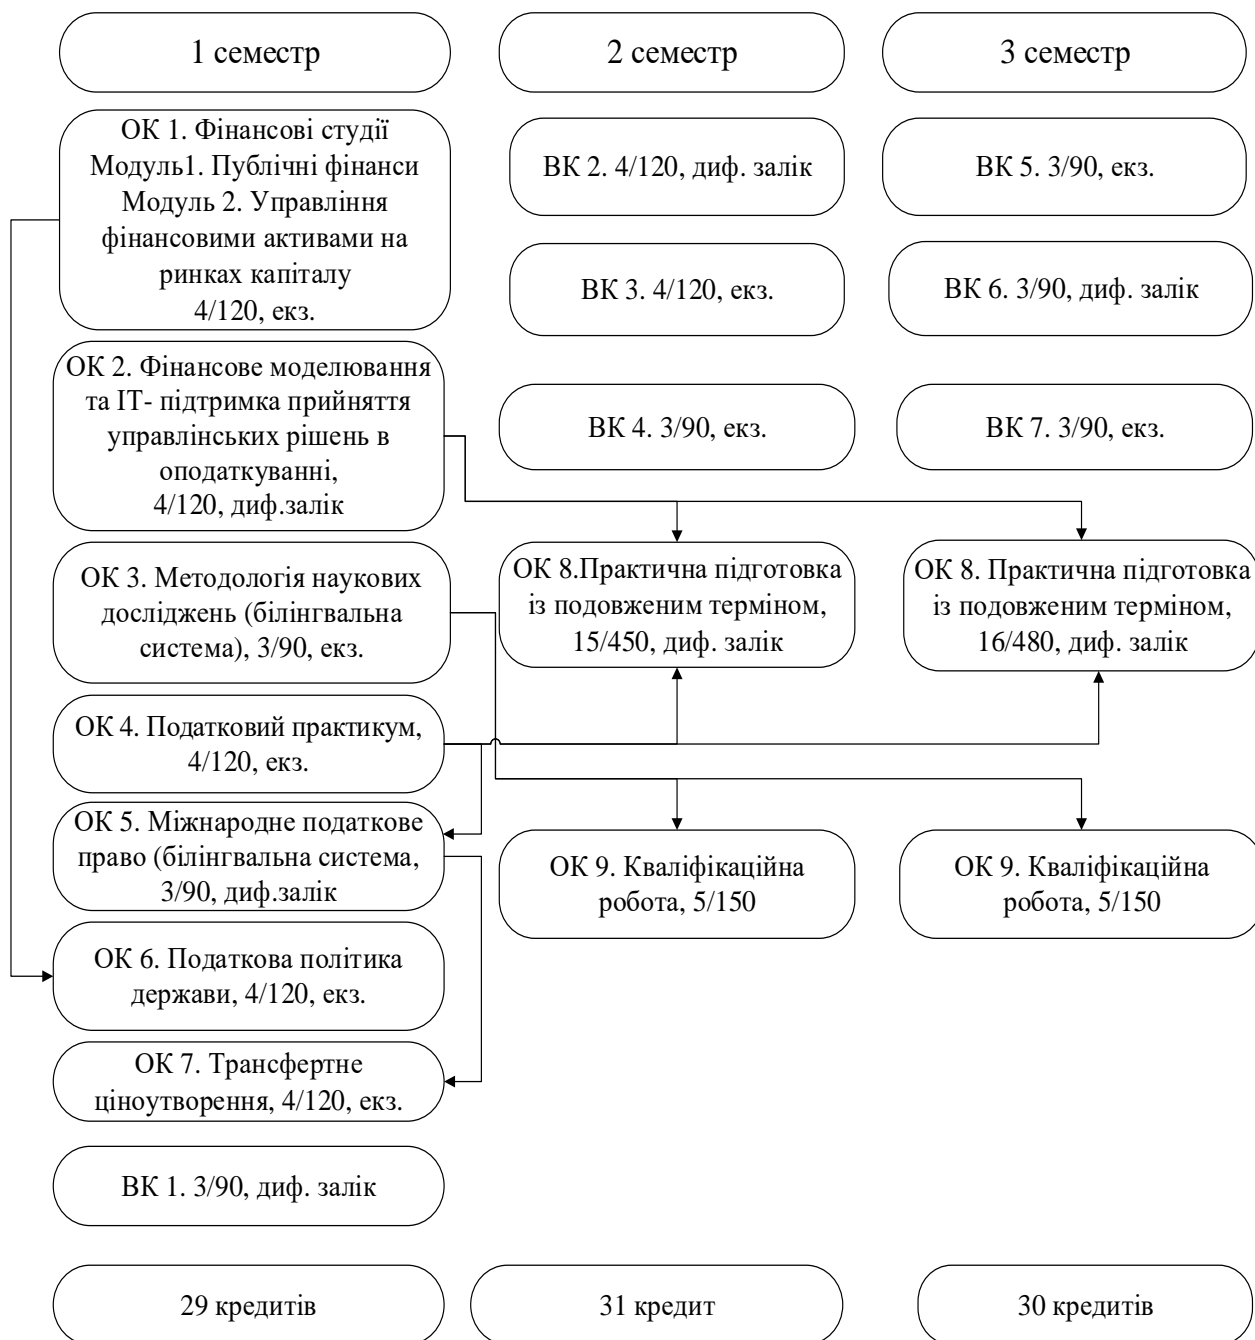 1 семестр
2 семестр
3 семестр
ОК 1. Фінансові студії
Модуль1. Публічні фінанси
Модуль 2. Управління
фінансовими активами на
ринках капіталу
4/120, екз.
ВК 2. 4/120, диф. залік
ВК 5. 3/90, екз.
ВК 3. 4/120, екз.
ВК 6. 3/90, диф. залік
ОК 2. Фінансове моделювання
та ІТ- підтримка прийняття
управлінських рішень в
оподаткуванні,
4/120, диф.залік
ВК 4. 3/90, екз.
ВК 7. 3/90, екз.
ОК 3. Методологія наукових
досліджень (білінгвальна
система), 3/90, екз.
ОК 8.Практична підготовка
із подовженим терміном,
15/450, диф. залік
ОК 8. Практична підготовка
із подовженим терміном,
16/480, диф. залік
ОК 4. Податковий практикум,
4/120, екз.
ОК 5. Міжнародне податкове
право (білінгвальна система,
3/90, диф.залік
ОК 9. Кваліфікаційна
робота, 5/150
ОК 9. Кваліфікаційна
робота, 5/150
ОК 6. Податкова політика
держави, 4/120, екз.
ОК 7. Трансфертне
ціноутворення, 4/120, екз.
ВК 1. 3/90, диф. залік
29 кредитів
31 кредит
30 кредитів